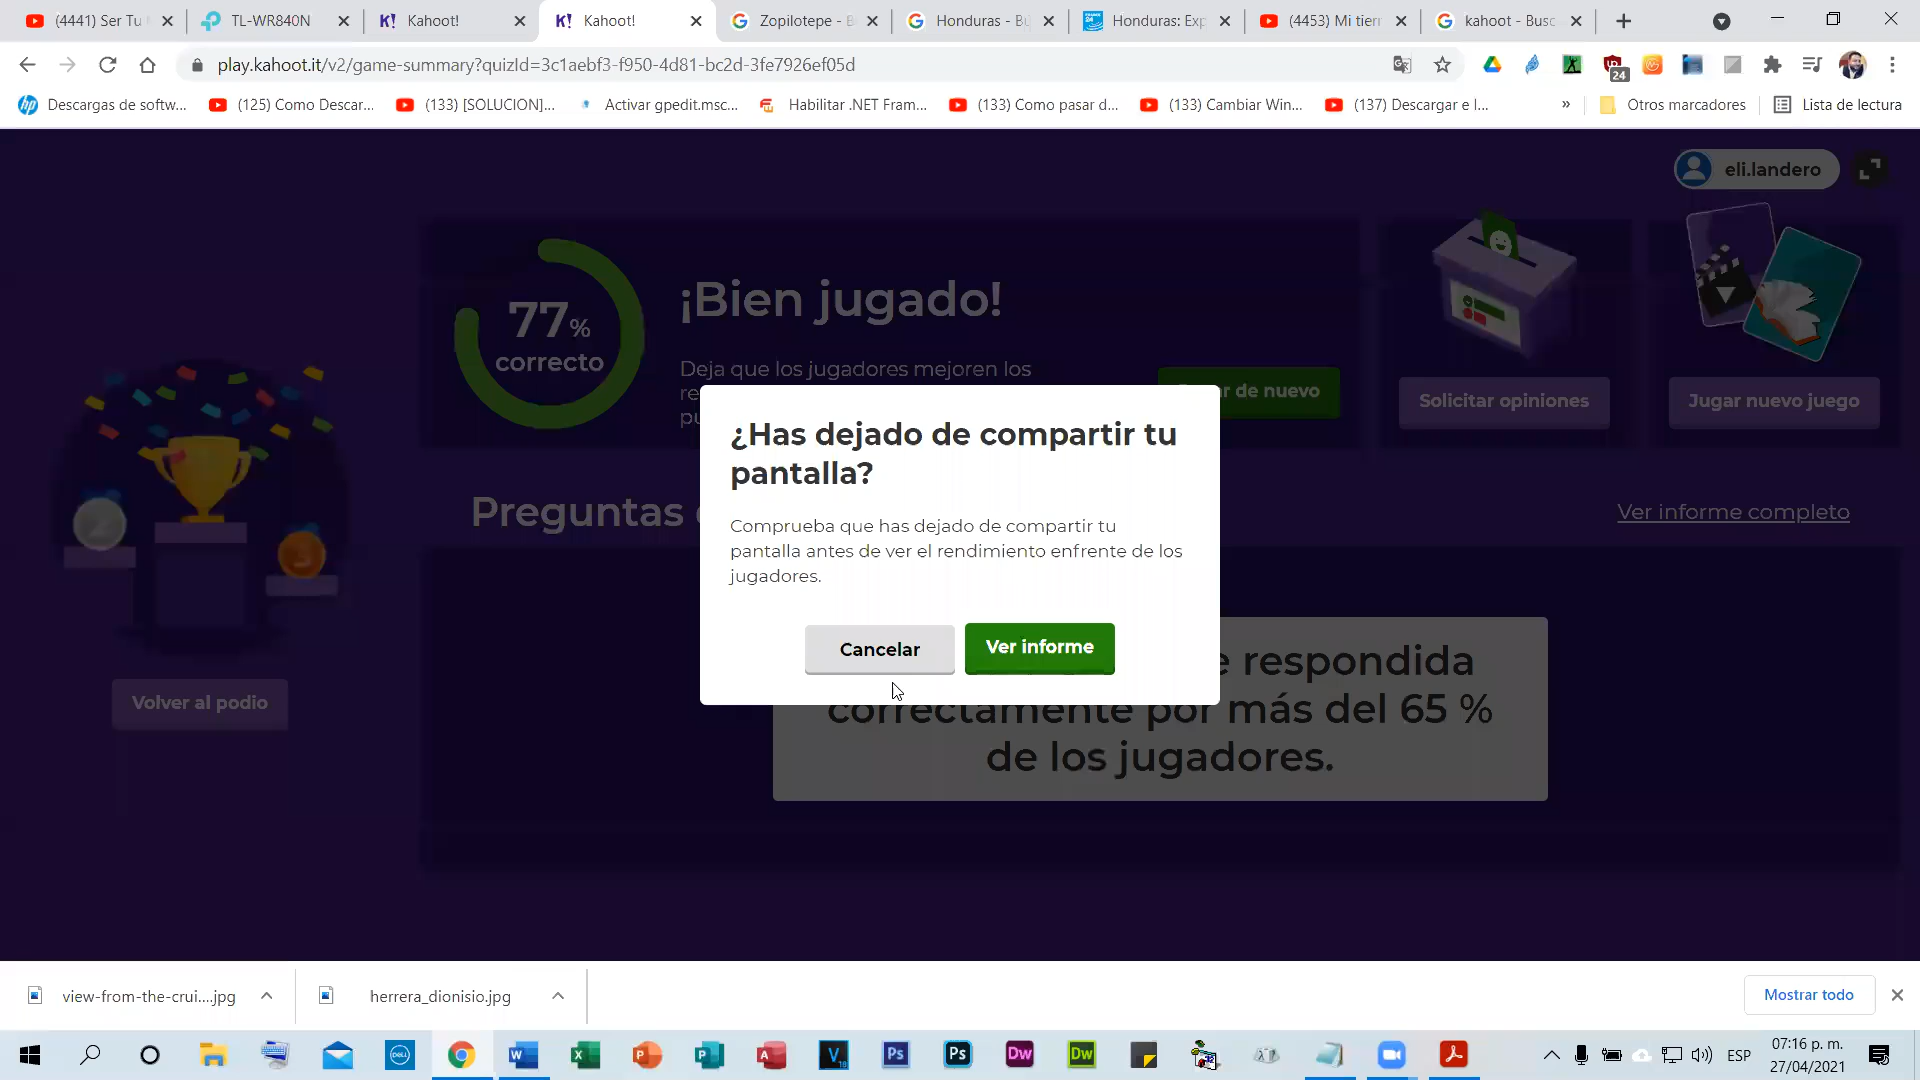 (4441) Ser Tu
TL-WR840N
Kahoot!
Kahoot!
Zopilotepe - B
Honduras - Bú
Honduras: Exp
(4453) Mi tierr
kahoot - Busc
play.kahoot.it/v2/game-summary?quizId=3c1aebf3-f950-4d81-bc2d-3fe7926ef05d
24
Descargas de softw...
(125) Como Descar...
(133) [SOLUCION]...
Activar gpedit.msc...
Habilitar .NET Fram...
(133) Como pasar d...
(133) Cambiar Win...
(137) Descargar e I...
»
Otros marcadores
Lista de lectura
eli.landero
77%
correcto
¡Bien jugado!
Deja que los jugadores mejoren los
re
pu
r de nuevo
Solicitar opiniones
Jugar nuevo juego
¿Has dejado de compartir tu
pantalla?
Comprueba que has dejado de compartir tu
pantalla antes de ver el rendimiento enfrente de los
jugadores.
Cancelar
Ver informe
Preguntas
Ver informe completo
2
3
Volver al podio
e respondida
correctamente por más del 65 %
de los jugadores.
view-from-the-crui....jpg
herrera_dionisio.jpg
Mostrar todo
ESP
07:16 p. m.
27/04/2021